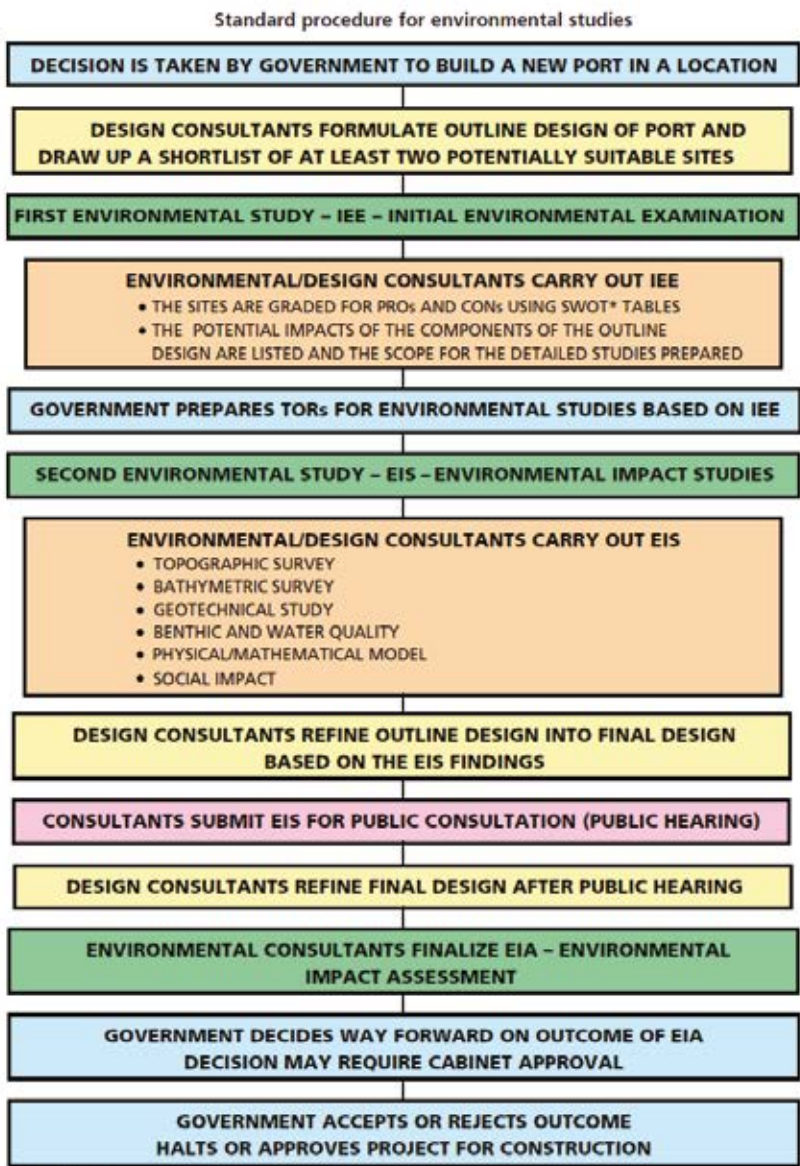 Standard procedure for environmental studies
DECISION IS TAKEN BY GOVERNMENT TO BUILD A NEW PORT IN A LOCATION
DESIGN CONSULTANTS FORMULATE OUTLINE DESIGN OF PORT AND
DRAW UP A SHORTLIST OF AT LEAST TWO POTENTIALLY SUITABLE SITES
FIRST ENVIRONMENTAL STUDY – IEE – INITIAL ENVIRONMENTAL EXAMINATION
ENVIRONMENTAL/DESIGN CONSULTANTS CARRY OUT IEE
• THE SITES ARE GRADED FOR PROs AND CONs USING SWOT* TABLES
• THE POTENTIAL IMPACTS OF THE COMPONENTS OF THE OUTLINE
DESIGN ARE LISTED AND THE SCOPE FOR THE DETAILED STUDIES PREPARED
GOVERNMENT PREPARES TORs FOR ENVIRONMENTAL STUDIES BASED ON IEE
SECOND ENVIRONMENTAL STUDY – EIS – ENVIRONMENTAL IMPACT STUDIES
ENVIRONMENTAL/DESIGN CONSULTANTS CARRY OUT EIS
• TOPOGRAPHIC SURVEY
• BATHYMETRIC SURVEY
• GEOTECHNICAL STUDY
• BENTHIC AND WATER QUALITY
• PHYSICAL/MATHEMATICAL MODEL
• SOCIAL IMPACT
DESIGN CONSULTANTS REFINE OUTLINE DESIGN INTO FINAL DESIGN
BASED ON THE EIS FINDINGS
CONSULTANTS SUBMIT EIS FOR PUBLIC CONSULTATION (PUBLIC HEARING)
DESIGN CONSULTANTS REFINE FINAL DESIGN AFTER PUBLIC HEARING
ENVIRONMENTAL CONSULTANTS FINALIZE EIA – ENVIRONMENTAL
IMPACT ASSESSMENT
GOVERNMENT DECIDES WAY FORWARD ON OUTCOME OF EIA
DECISION MAY REQUIRE CABINET APPROVAL
GOVERNMENT ACCEPTS OR REJECTS OUTCOME
HALTS OR APPROVES PROJECT FOR CONSTRUCTION